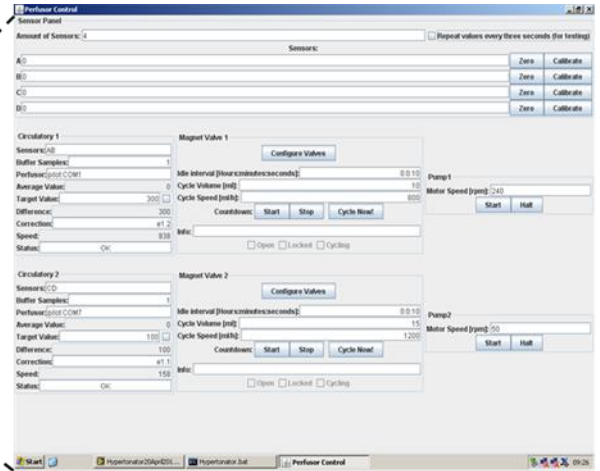 Perfusor Control
Sensor Panel
Amount of Sensors: 4
Repeat values every three seconds (for testing)
Sensors:
A 0 Zero Calibrate
B 0 Zero Calibrate
C 0 Zero Calibrate
D 0 Zero Calibrate
Circulatory 1
Sensors: AB
Buffer Samples: 1
Perfusor: pilot COM1
Average Value: 0
Target Value: 300
Difference: 300
Correction: e1.2
Speed: 838
Status: OK
Magnet Valve 1
Configure Valves
Idle interval [Hours:minutes:seconds]: 0:0:10
Cycle Volume [ml]: 10
Cycle Speed [ml/h]: 800
Countdown: Start Stop Cycle Now!
Info:
Open Locked Cycling
Pump1
Motor Speed [rpm]: 240
Start Halt
Circulatory 2
Sensors: CD
Buffer Samples: 1
Perfusor: pilot COM7
Average Value: 0
Target Value: 100
Difference: 100
Correction: e1.1
Speed: 158
Status: OK
Magnet Valve 2
Configure Valves
Idle interval [Hours:minutes:seconds]: 0:0:10
Cycle Volume [ml]: 15
Cycle Speed [ml/h]: 1200
Countdown: Start Stop Cycle Now!
Info:
Open Locked Cycling
Pump2
Motor Speed [rpm]: 50
Start Halt
Start Hypertonator20April201... Hypertonator.bat Perfusor Control 09:26